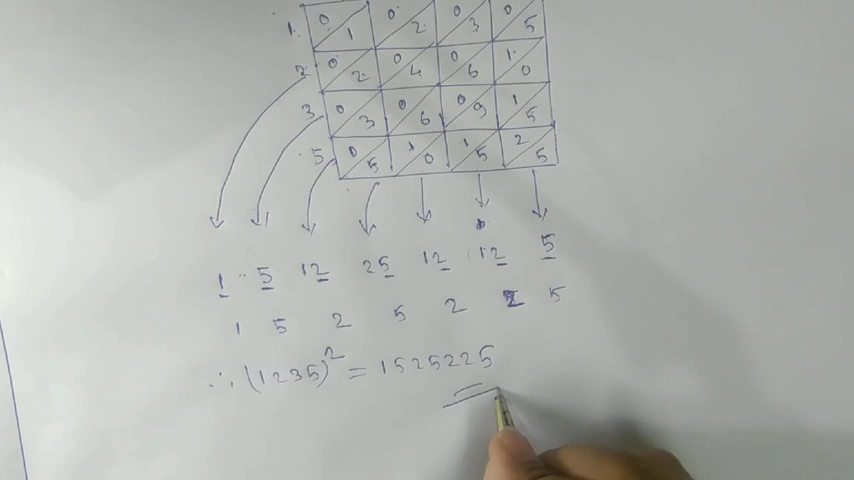 1. 0 1 0 2 0 3 0 5
2 0 2 0 4 0 6 1 0
3 0 3 0 6 0 9 1 5
5 0 5 1 0 1 5 2 5
1 5 12 25 12 12 5
1 5 2 5 2 2 5
∴ (1235)² = 1525225